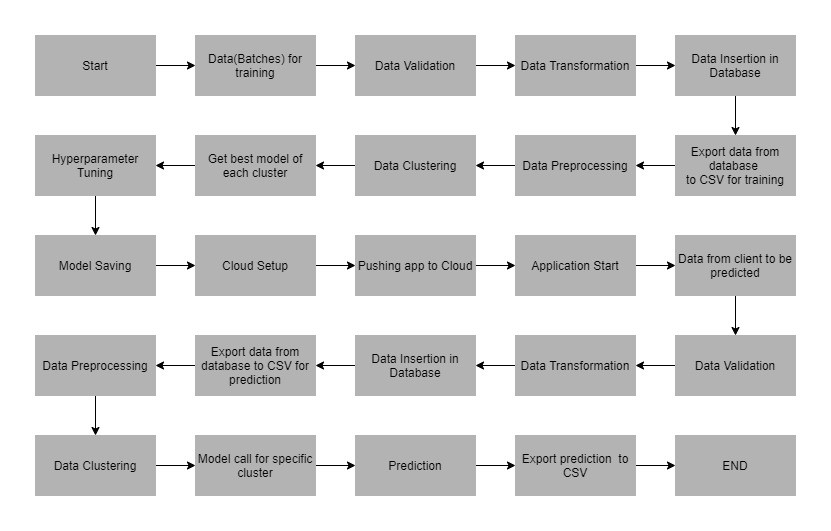 Start
Data(Batches) for
training
Data Validation
Data Transformation
Data Insertion in
Database
Hyperparameter
Tuning
Get best model of
each cluster
Data Clustering
Data Preprocessing
Export data from
database
to CSV for training
Model Saving
Cloud Setup
Pushing app to Cloud
Application Start
Data from client to be
predicted
Data Preprocessing
Export data from
database to CSV for
prediction
Data Insertion in
Database
Data Transformation
Data Validation
Data Clustering
Model call for specific
cluster
Prediction
Export prediction  to
CSV
END